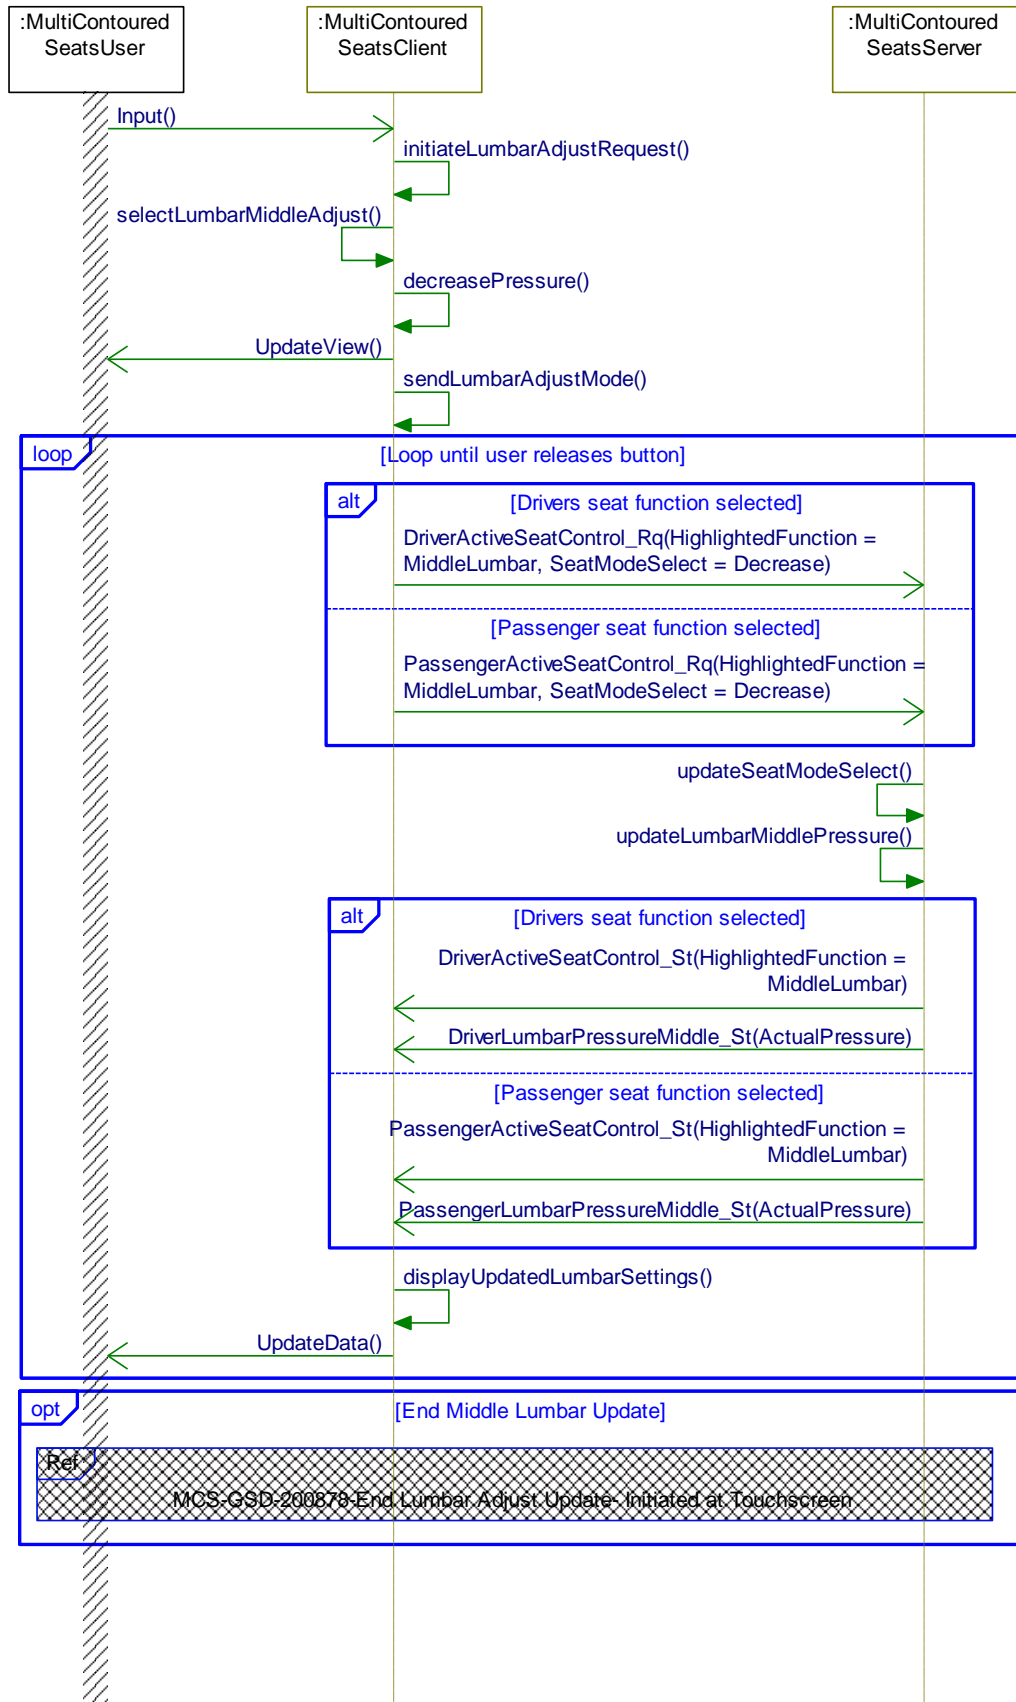 :MultiContoured
SeatsUser
:MultiContoured
SeatsClient
:MultiContoured
SeatsServer
Input()
initiateLumbarAdjustRequest()
selectLumbarMiddleAdjust()
decreasePressure()
UpdateView()
sendLumbarAdjustMode()
loop
[Loop until user releases button]
alt
[Drivers seat function selected]
DriverActiveSeatControl_Rq(HighlightedFunction =
MiddleLumbar, SeatModeSelect = Decrease)
[Passenger seat function selected]
PassengerActiveSeatControl_Rq(HighlightedFunction =
MiddleLumbar, SeatModeSelect = Decrease)
updateSeatModeSelect()
updateLumbarMiddlePressure()
alt
[Drivers seat function selected]
DriverActiveSeatControl_St(HighlightedFunction =
MiddleLumbar)
DriverLumbarPressureMiddle_St(ActualPressure)
[Passenger seat function selected]
PassengerActiveSeatControl_St(HighlightedFunction =
MiddleLumbar)
PassengerLumbarPressureMiddle_St(ActualPressure)
displayUpdatedLumbarSettings()
UpdateData()
opt
[End Middle Lumbar Update]
Ref
MCS-GSD-200878-End Lumbar Adjust Update- Initiated at Touchscreen